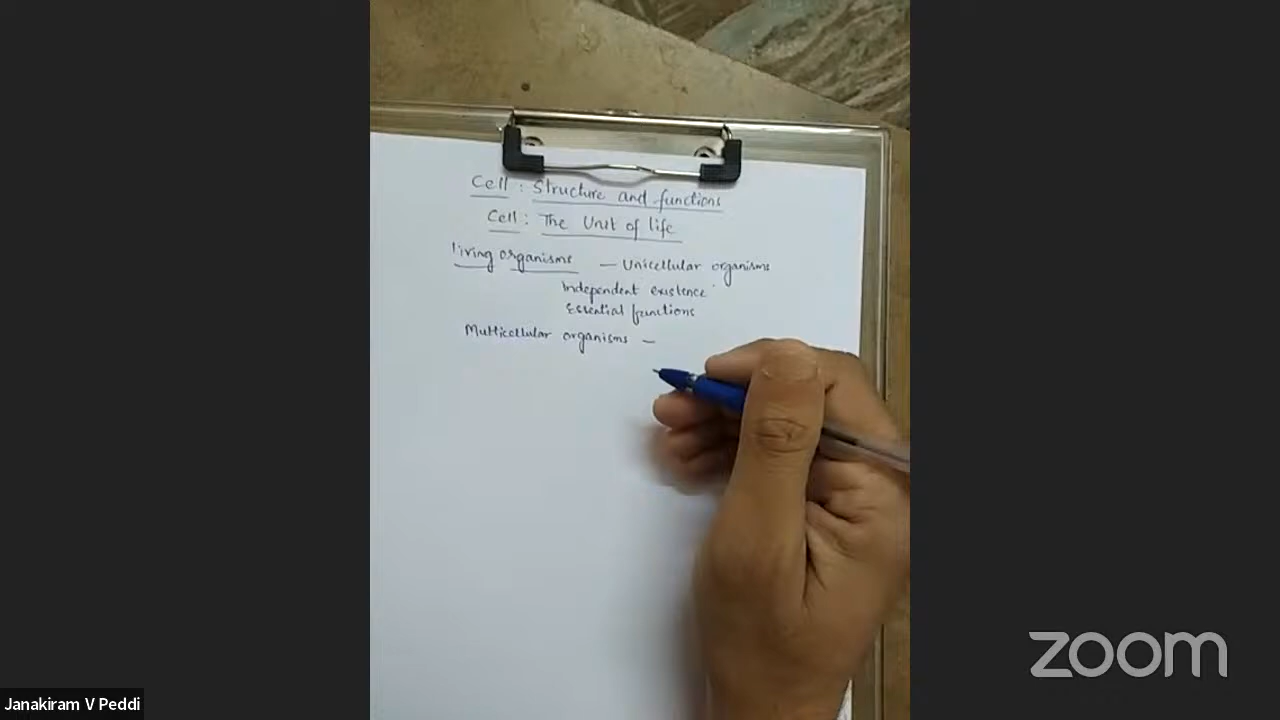 Cell : Structure and functions
Cell : The Unit of life
living organisms — Unicellular organisms
Independent existence
Essential functions
Multicellular organisms —
zoom
Janakiram V Peddi